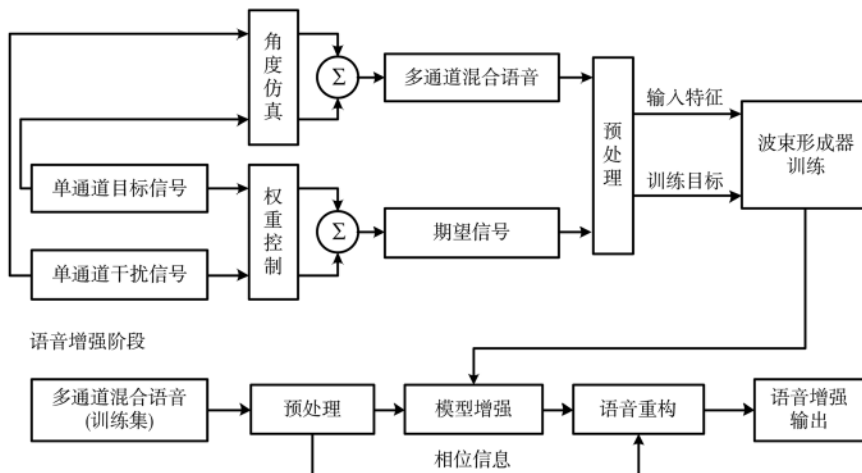 角度仿真
Σ
多通道混合语音
预处理
输入特征
波束形成器
训练
训练目标
单通道目标信号
权重控制
Σ
期望信号
单通道干扰信号
语音增强阶段
多通道混合语音
(训练集)
预处理
模型增强
语音重构
语音增强
输出
相位信息